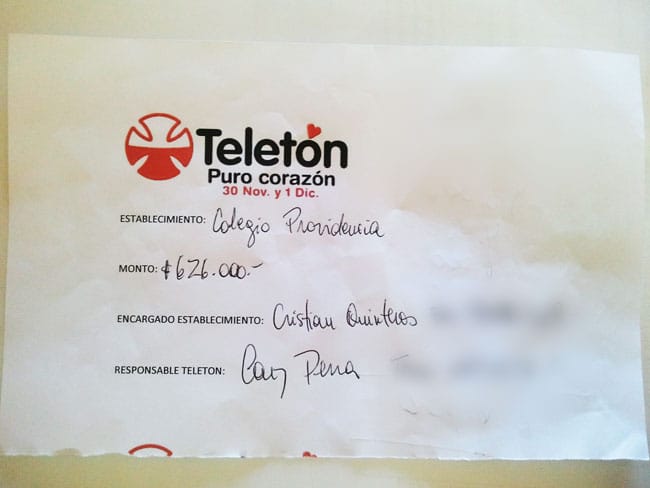 Teletón
Puro corazón
30 Nov. y 1 Dic.
ESTABLECIMIENTO: Colegio Providencia
MONTO: $626.000.-
ENCARGADO ESTABLECIMIENTO: Cristian Quinteros
RESPONSABLE TELETON: Pena